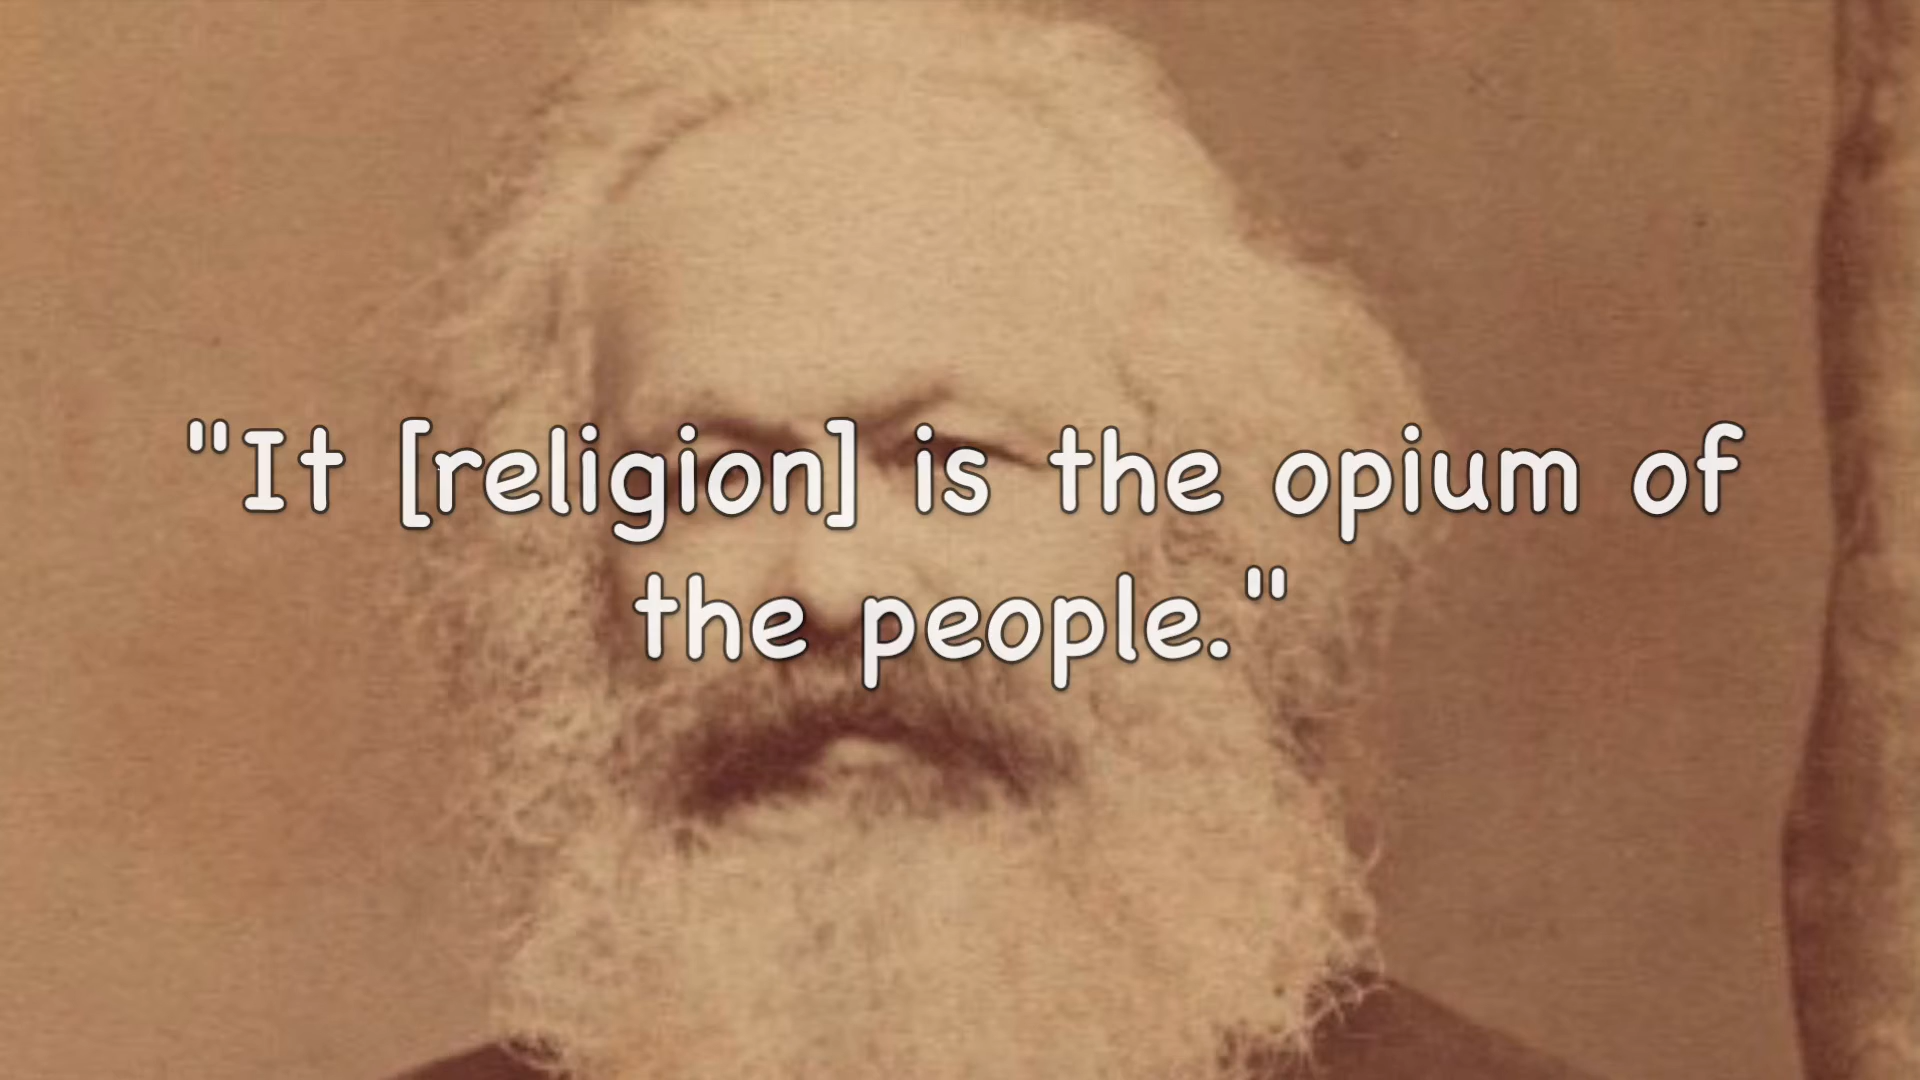 "It [religion] is the opium of
the people."